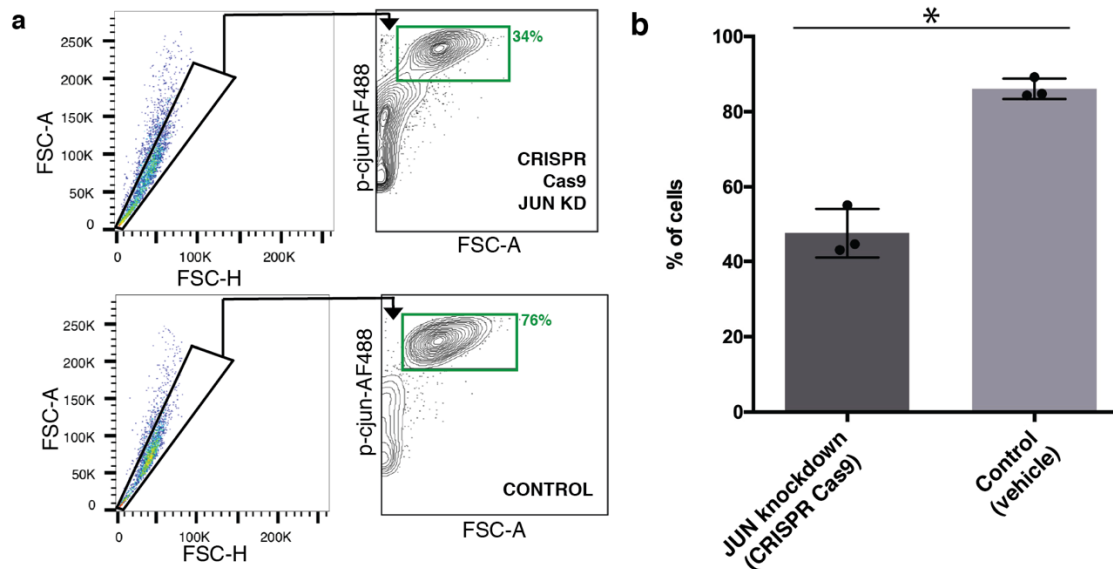 a
250K
200K
150K
100K
50K
0
FSC-A
0 100K 200K
FSC-H
p-cjun-AF488
34%
CRISPR
Cas9
JUN KD
FSC-A
250K
200K
150K
100K
50K
0
FSC-A
0 100K 200K
FSC-H
p-cjun-AF488
76%
CONTROL
FSC-A
b
*
100
80
60
40
20
0
% of cells
JUN knockdown
(CRISPR Cas9)
Control
(vehicle)